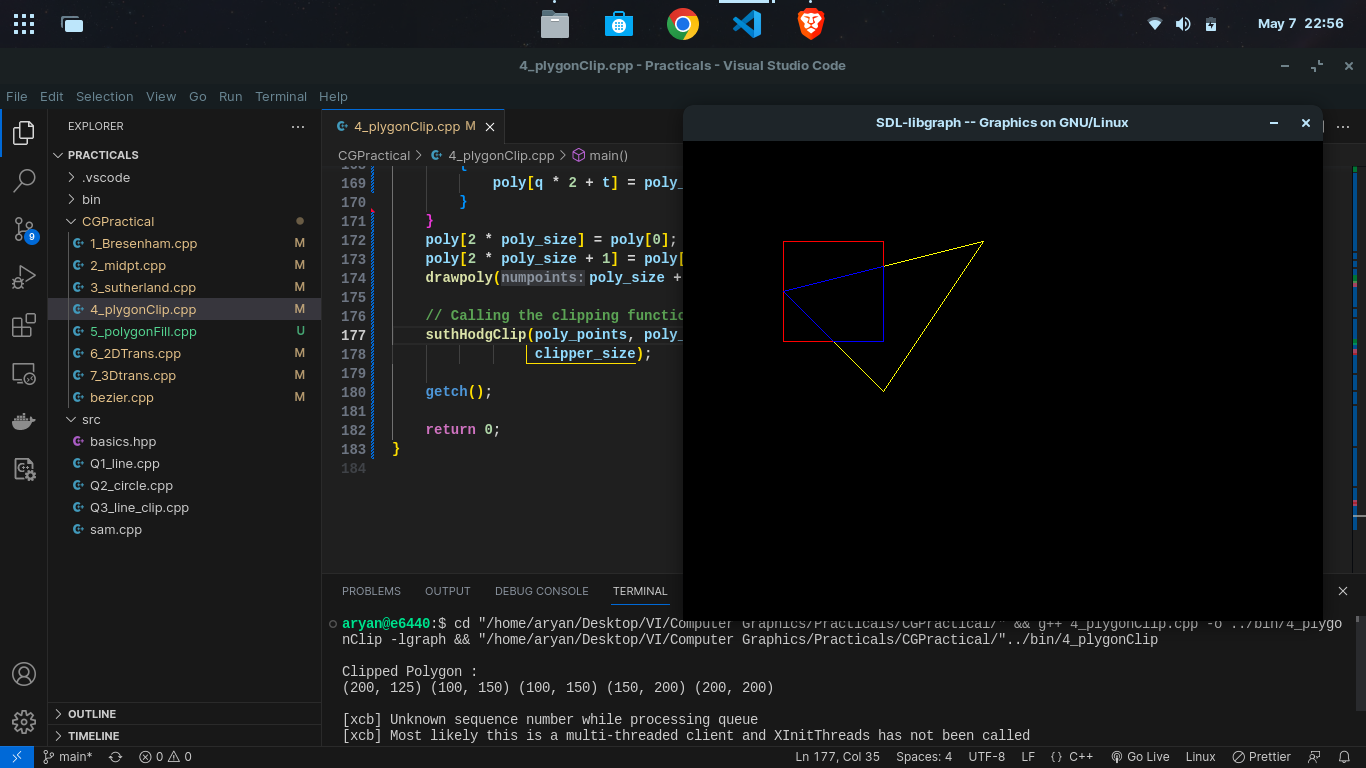 May 7 22:56
4_plygonClip.cpp - Practicals - Visual Studio Code
File Edit Selection View Go Run Terminal Help
EXPLORER
PRACTICALS
.vscode
bin
CGPractical
1_Bresenham.cpp M
2_midpt.cpp M
3_sutherland.cpp M
4_plygonClip.cpp M
5_polygonFill.cpp U
6_2DTrans.cpp M
7_3Dtrans.cpp M
bezier.cpp M
src
basics.hpp
Q1_line.cpp
Q2_circle.cpp
Q3_line_clip.cpp
sam.cpp
OUTLINE
TIMELINE
9
4_plygonClip.cpp M
CGPractical > 4_plygonClip.cpp > main()
168 {
169 poly[q * 2 + t] = poly_
170 }
171 }
172 poly[2 * poly_size] = poly[0];
173 poly[2 * poly_size + 1] = poly[
174 drawpoly(numpoints: poly_size +
175
176 // Calling the clipping functio
177 suthHodgClip(poly_points, poly_
178 clipper_size);
179
180 getch();
181
182 return 0;
183 }
184
SDL-libgraph -- Graphics on GNU/Linux
PROBLEMS OUTPUT DEBUG CONSOLE TERMINAL
aryan@e6440:$ cd "/home/aryan/Desktop/VI/Computer Graphics/Practicals/CGPractical/" && g++ 4_plygonClip.cpp -o ../bin/4_plygo
nClip -lgraph && "/home/aryan/Desktop/VI/Computer Graphics/Practicals/CGPractical/"../bin/4_plygonClip
Clipped Polygon :
(200, 125) (100, 150) (100, 150) (150, 200) (200, 200)
[xcb] Unknown sequence number while processing queue
[xcb] Most likely this is a multi-threaded client and XInitThreads has not been called
main* 0 0 Ln 177, Col 35 Spaces: 4 UTF-8 LF {} C++ Go Live Linux Prettier